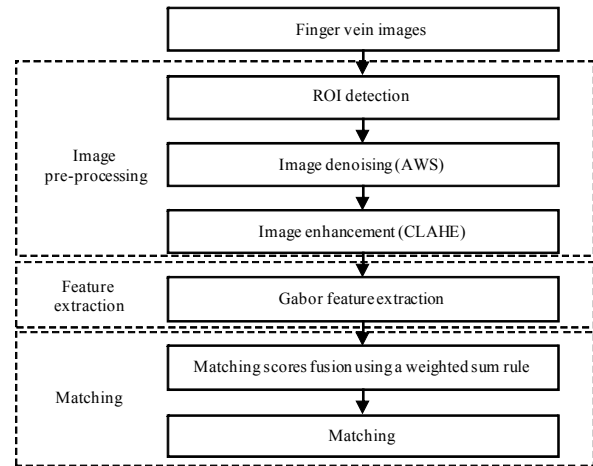 Finger vein images
ROI detection
Image
pre-processing
Image denoising (AWS)
Image enhancement (CLAHE)
Feature
extraction
Gabor feature extraction
Matching scores fusion using a weighted sum rule
Matching
Matching